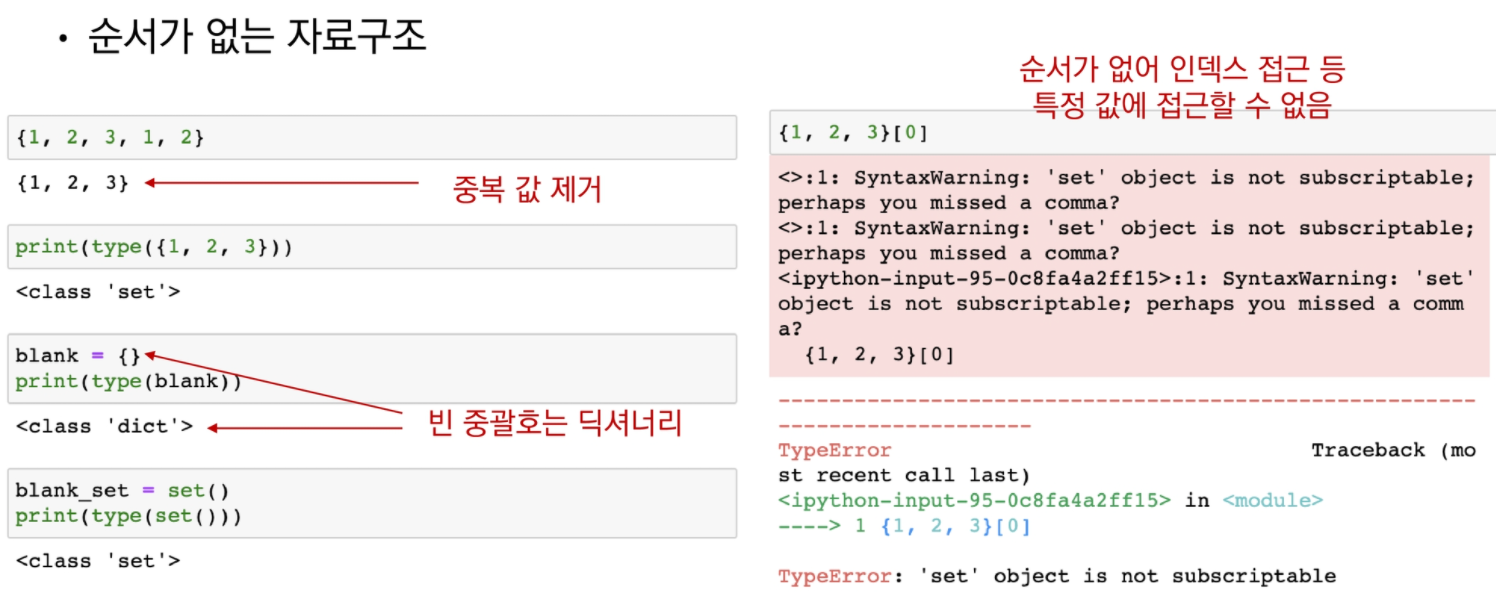 • 순서가 없는 자료구조
{1, 2, 3, 1, 2}
{1, 2, 3}
중복 값 제거
print(type({1, 2, 3}))
<class 'set'>
blank = {}
print(type(blank))
<class 'dict'>
빈 중괄호는 딕셔너리
blank_set = set()
print(type(set()))
<class 'set'>
순서가 없어 인덱스 접근 등
특정 값에 접근할 수 없음
{1, 2, 3}[0]
<>:1: SyntaxWarning: 'set' object is not subscriptable;
perhaps you missed a comma?
<>:1: SyntaxWarning: 'set' object is not subscriptable;
perhaps you missed a comma?
<ipython-input-95-0c8fa4a2ff15>:1: SyntaxWarning: 'set'
object is not subscriptable; perhaps you missed a comm
a?
{1, 2, 3}[0]
-------------------------------------------------------
--------------------
TypeError Traceback (mo
st recent call last)
<ipython-input-95-0c8fa4a2ff15> in <module>
----> 1 {1, 2, 3}[0]
TypeError: 'set' object is not subscriptable